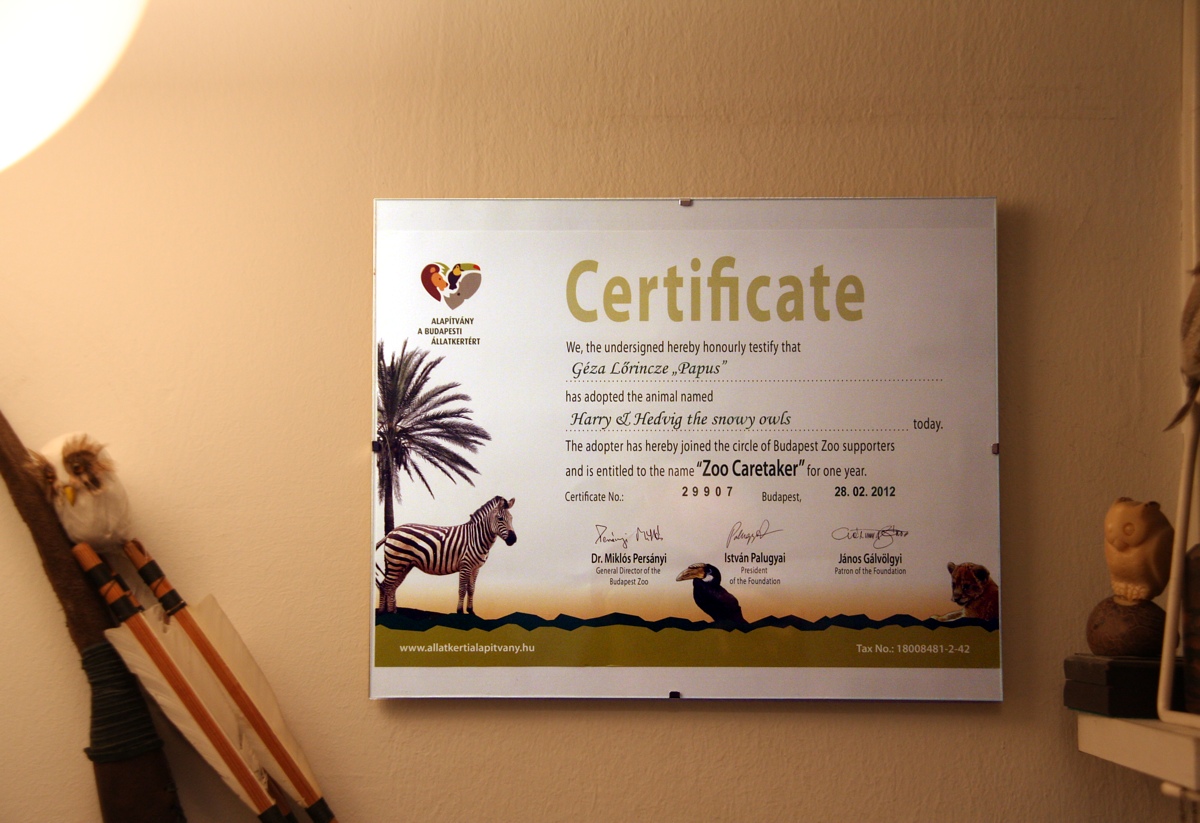 ALAPÍTVÁNY
A BUDAPESTI
ÁLLATKERTÉRT
Certificate
We, the undersigned hereby honourly testify that
Géza Lőrincze „Papus”
has adopted the animal named
Harry & Hedvig the snowy owls today.
The adopter has hereby joined the circle of Budapest Zoo supporters
and is entitled to the name “Zoo Caretaker” for one year.
Certificate No.: 29907 Budapest, 28. 02. 2012
Dr. Miklós Persányi
General Director of the
Budapest Zoo
István Palugyai
President
of the Foundation
János Gálvölgyi
Patron of the Foundation
www.allatkertialapitvany.hu
Tax No.: 18008481-2-42